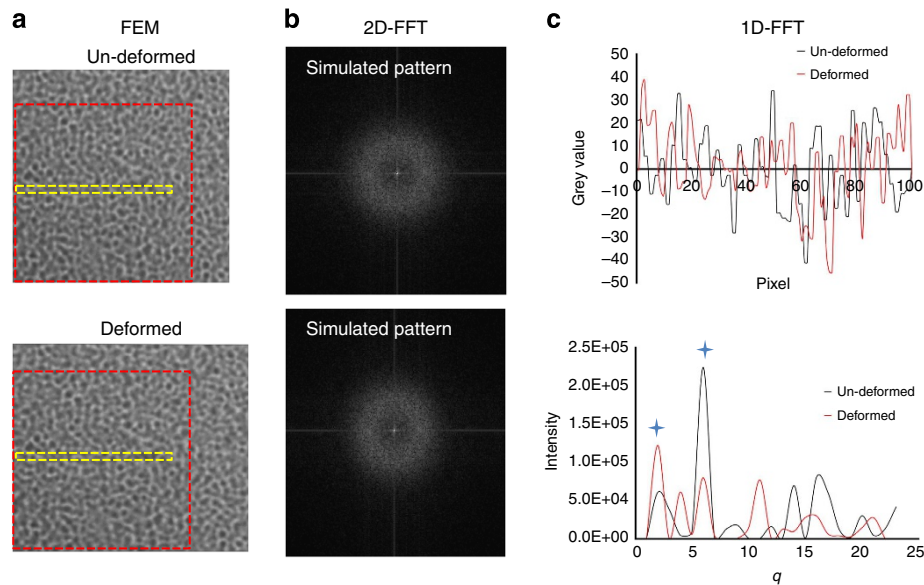 a
FEM
Un-deformed
Deformed
b
2D-FFT
Simulated pattern
Simulated pattern
c
1D-FFT
Un-deformed
Deformed
Grey value
50
40
30
20
10
0
–10
–20
–30
–40
–50
0 20 40 60 80 100
Pixel
Un-deformed
Deformed
Intensity
2.5E+05
2.0E+05
1.5E+05
1.0E+05
5.00E+04
0.0E+00
0 5 10 15 20 25
q